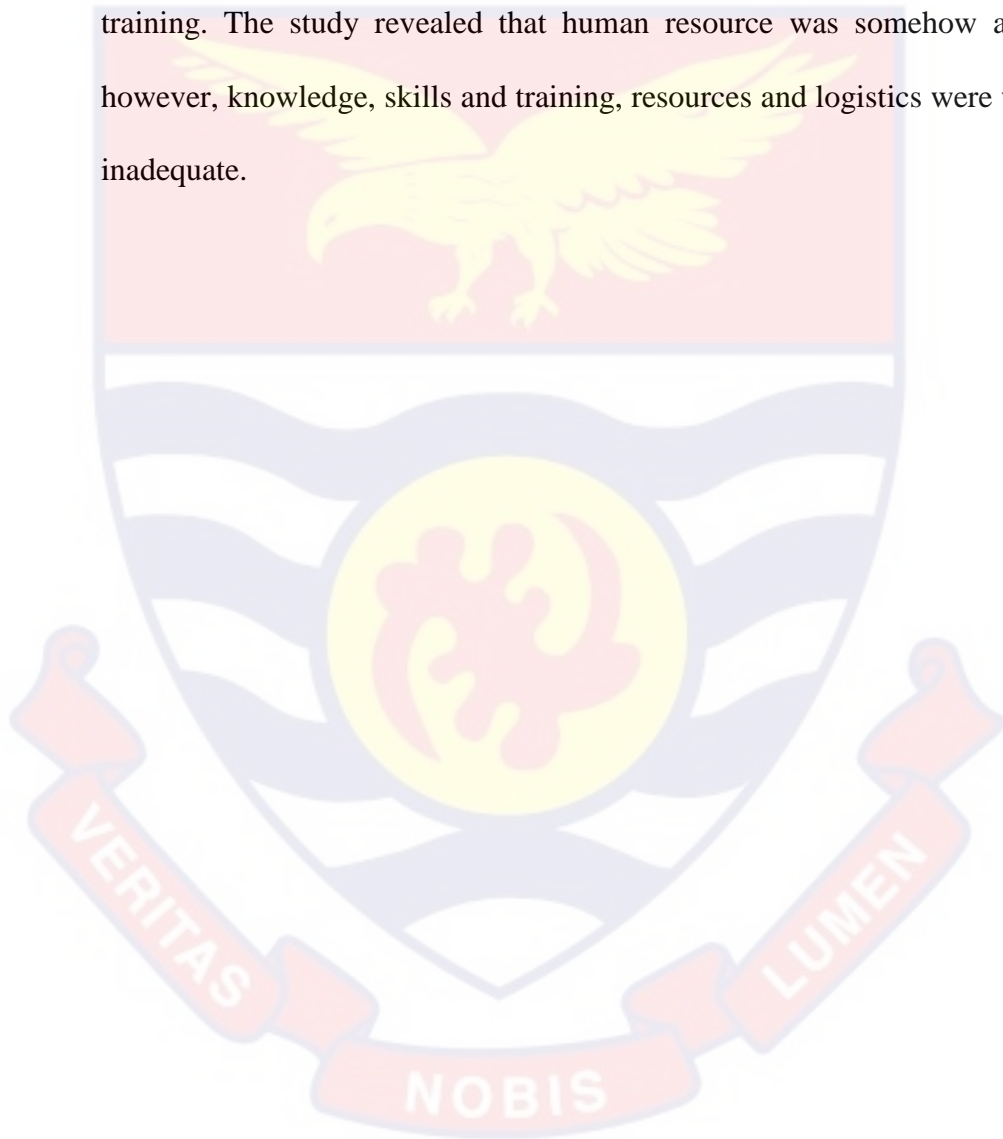 training. The study revealed that human resource was somehow
however, knowledge, skills and training, resources and logistics were
inadequate.
VERITAS
NOBIS
LUMEN